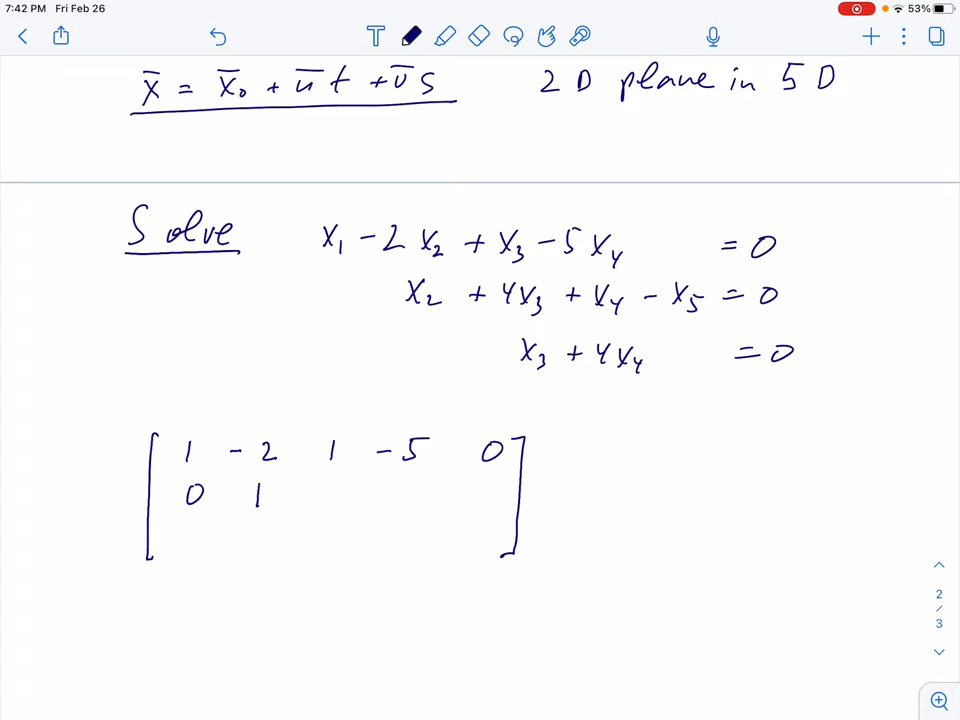 7:42 PM Fri Feb 26 53%
T
x̄ = x̄₀ + ūt + v̄s 2D plane in 5D
Solve x₁ - 2x₂ + x₃ - 5x₄ = 0
x₂ + 4x₃ + x₄ - x₅ = 0
x₃ + 4x₄ = 0
1 -2 1 -5 0
0 1
2
/
3